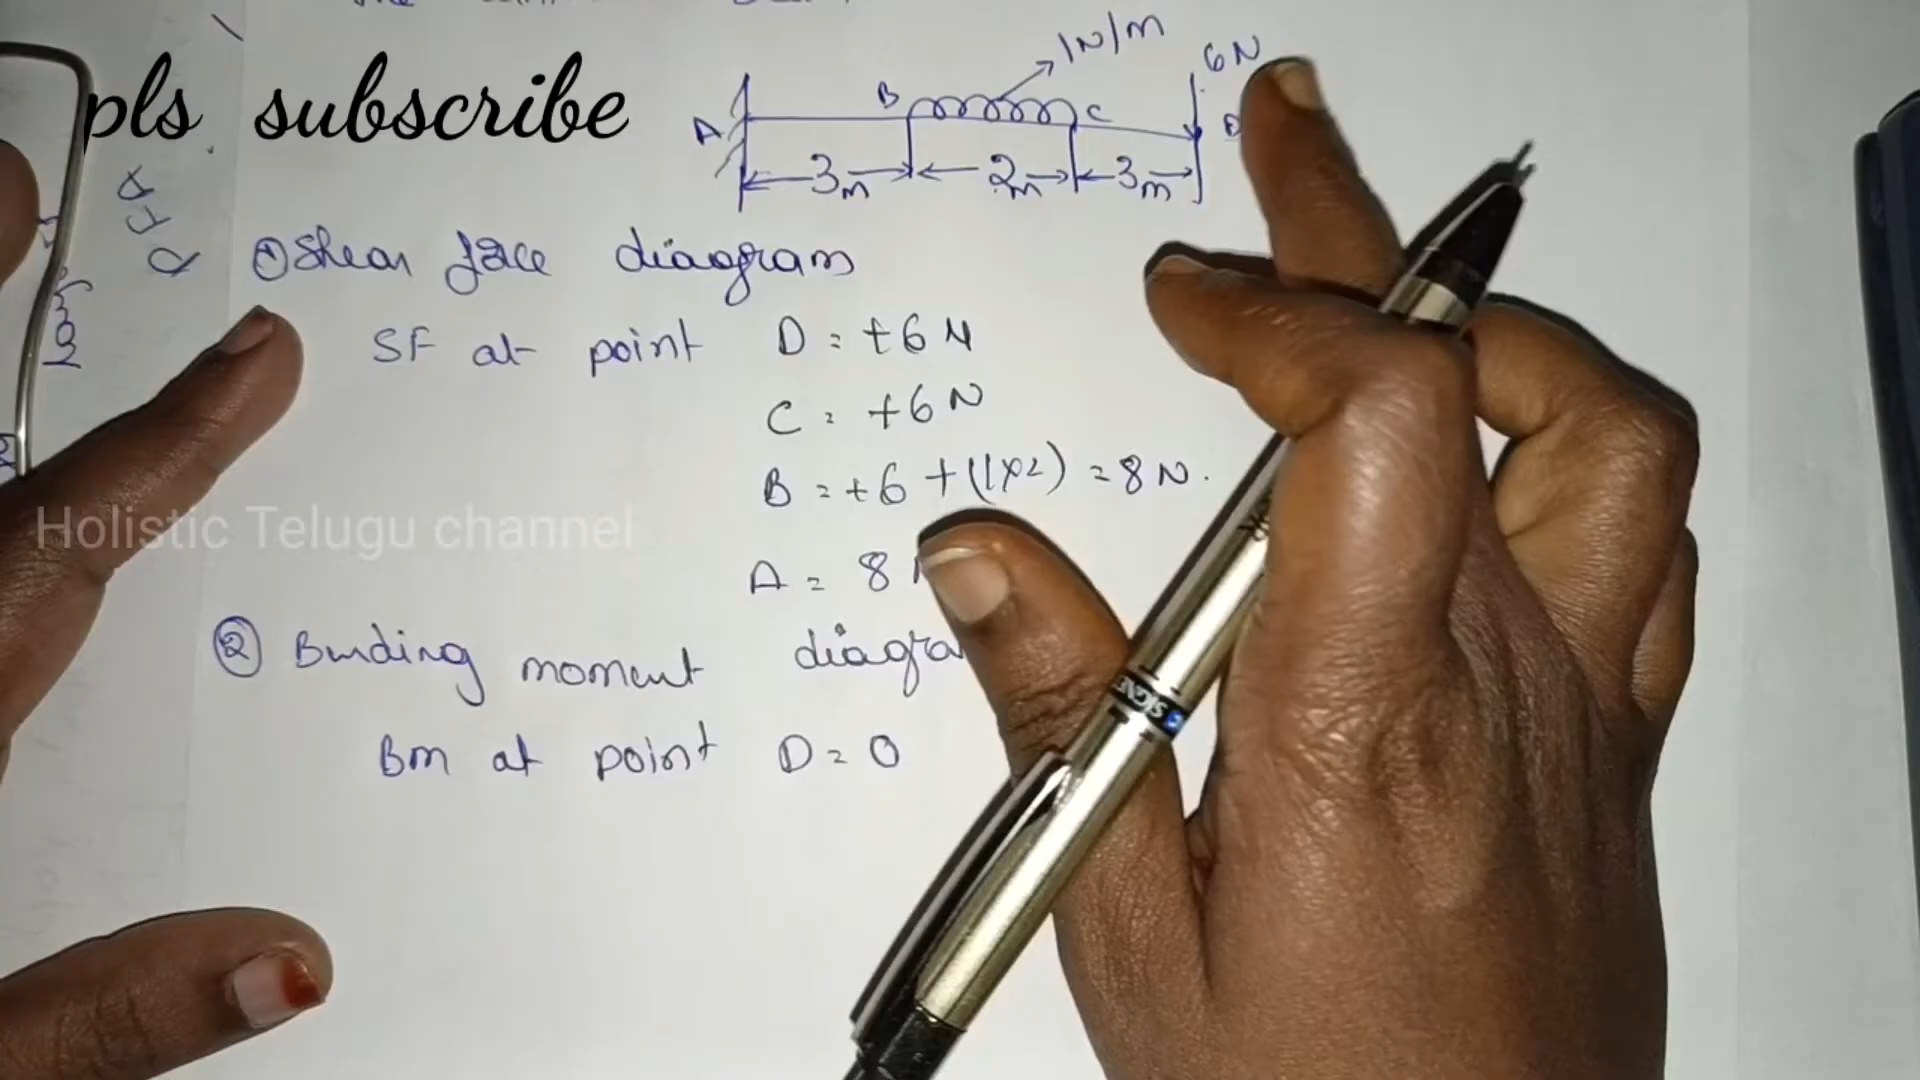 1N/m
6N
pls subscribe
A B C D
3m 2m 3m
① Shear force diagram
SF at point D = +6 N
C = +6 N
B = +6 + (1×2) = 8 N.
Holistic Telugu channel
A = 8
② Bending moment diagra
Bm at point D = 0